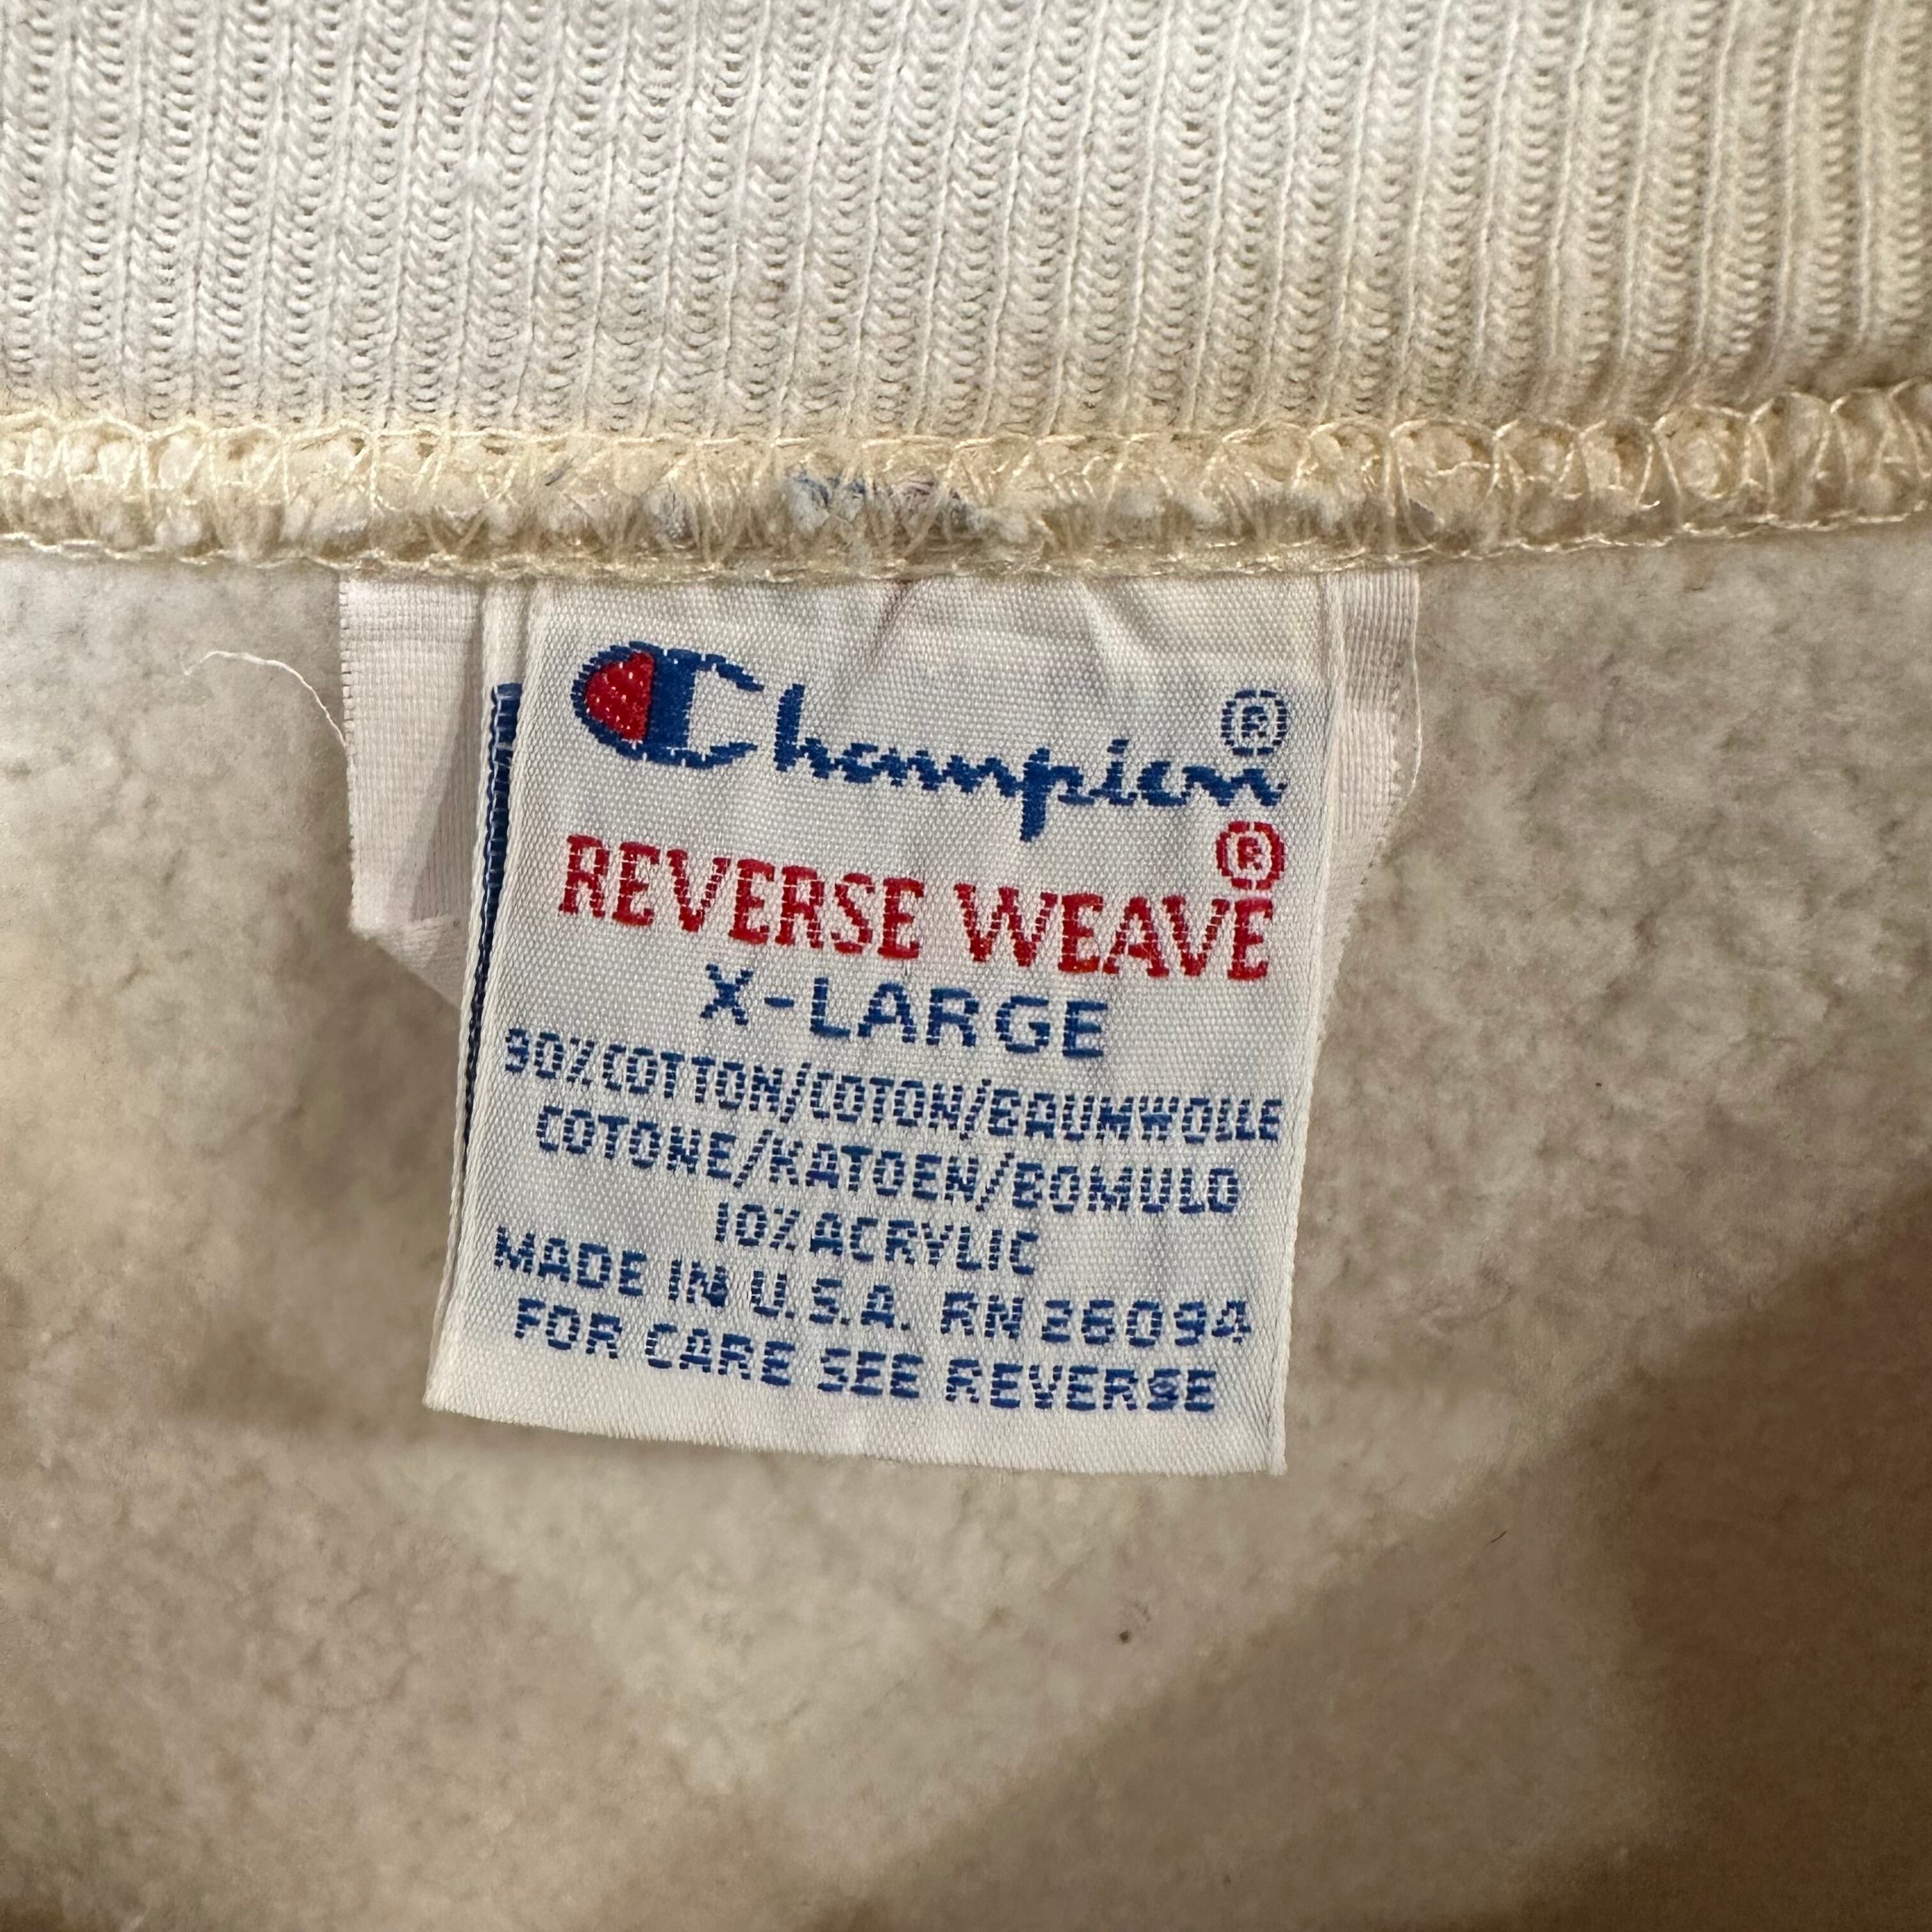 Champion®
REVERSE WEAVE®
X-LARGE
90% COTTON/COTON/BAUMWOLLE
COTONE/KATOEN/BOMULD
10% ACRYLIC
MADE IN U.S.A. RN 26094
FOR CARE SEE REVERSE